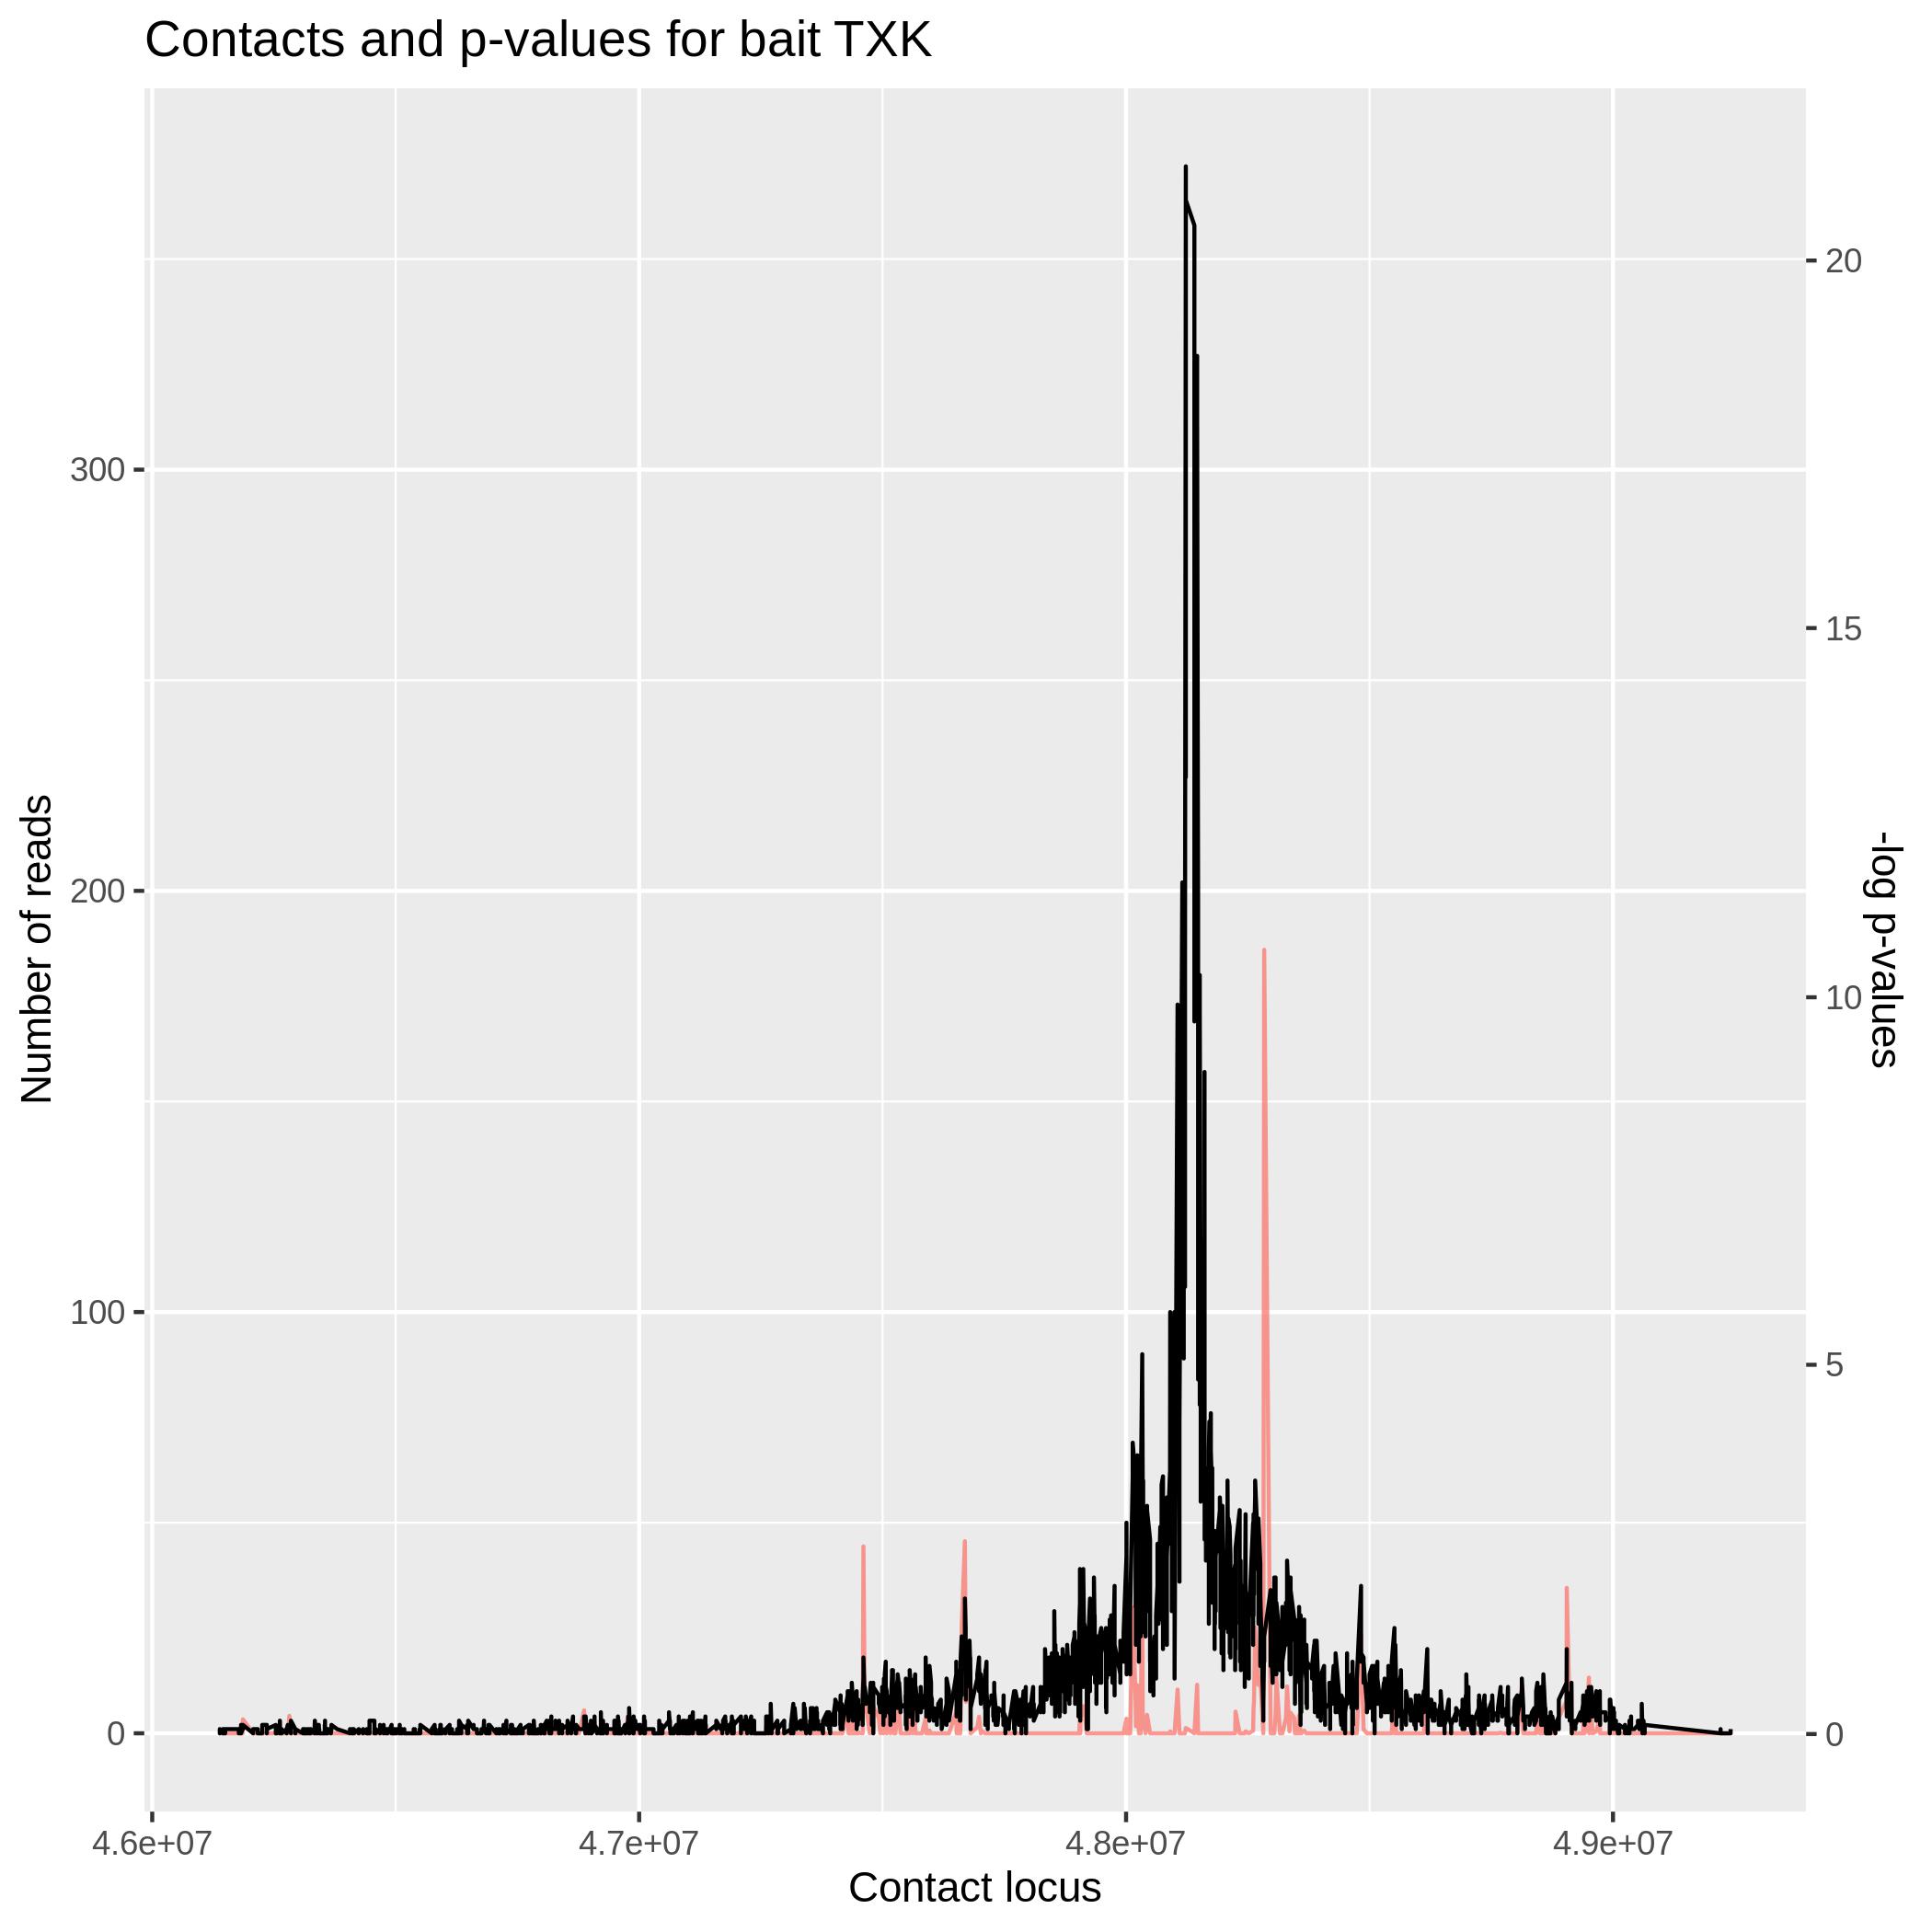 Contacts and p-values for bait TXK
Number of reads
300
200
100
0
20
15
10
5
0
-log p-values
4.6e+07
4.7e+07
4.8e+07
4.9e+07
Contact locus